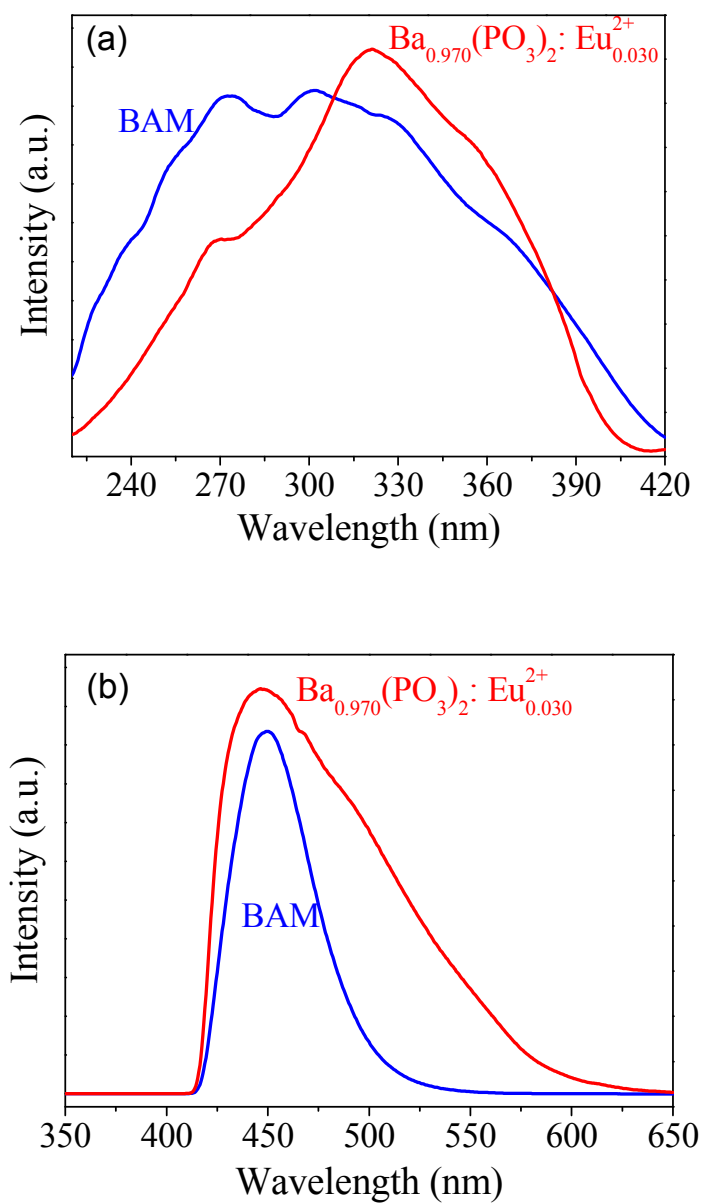 (a)
Ba0.970(PO3)2: Eu2+0.030
BAM
Intensity (a.u.)
240 270 300 330 360 390 420
Wavelength (nm)
(b)
Ba0.970(PO3)2: Eu2+0.030
BAM
Intensity (a.u.)
350 400 450 500 550 600 650
Wavelength (nm)